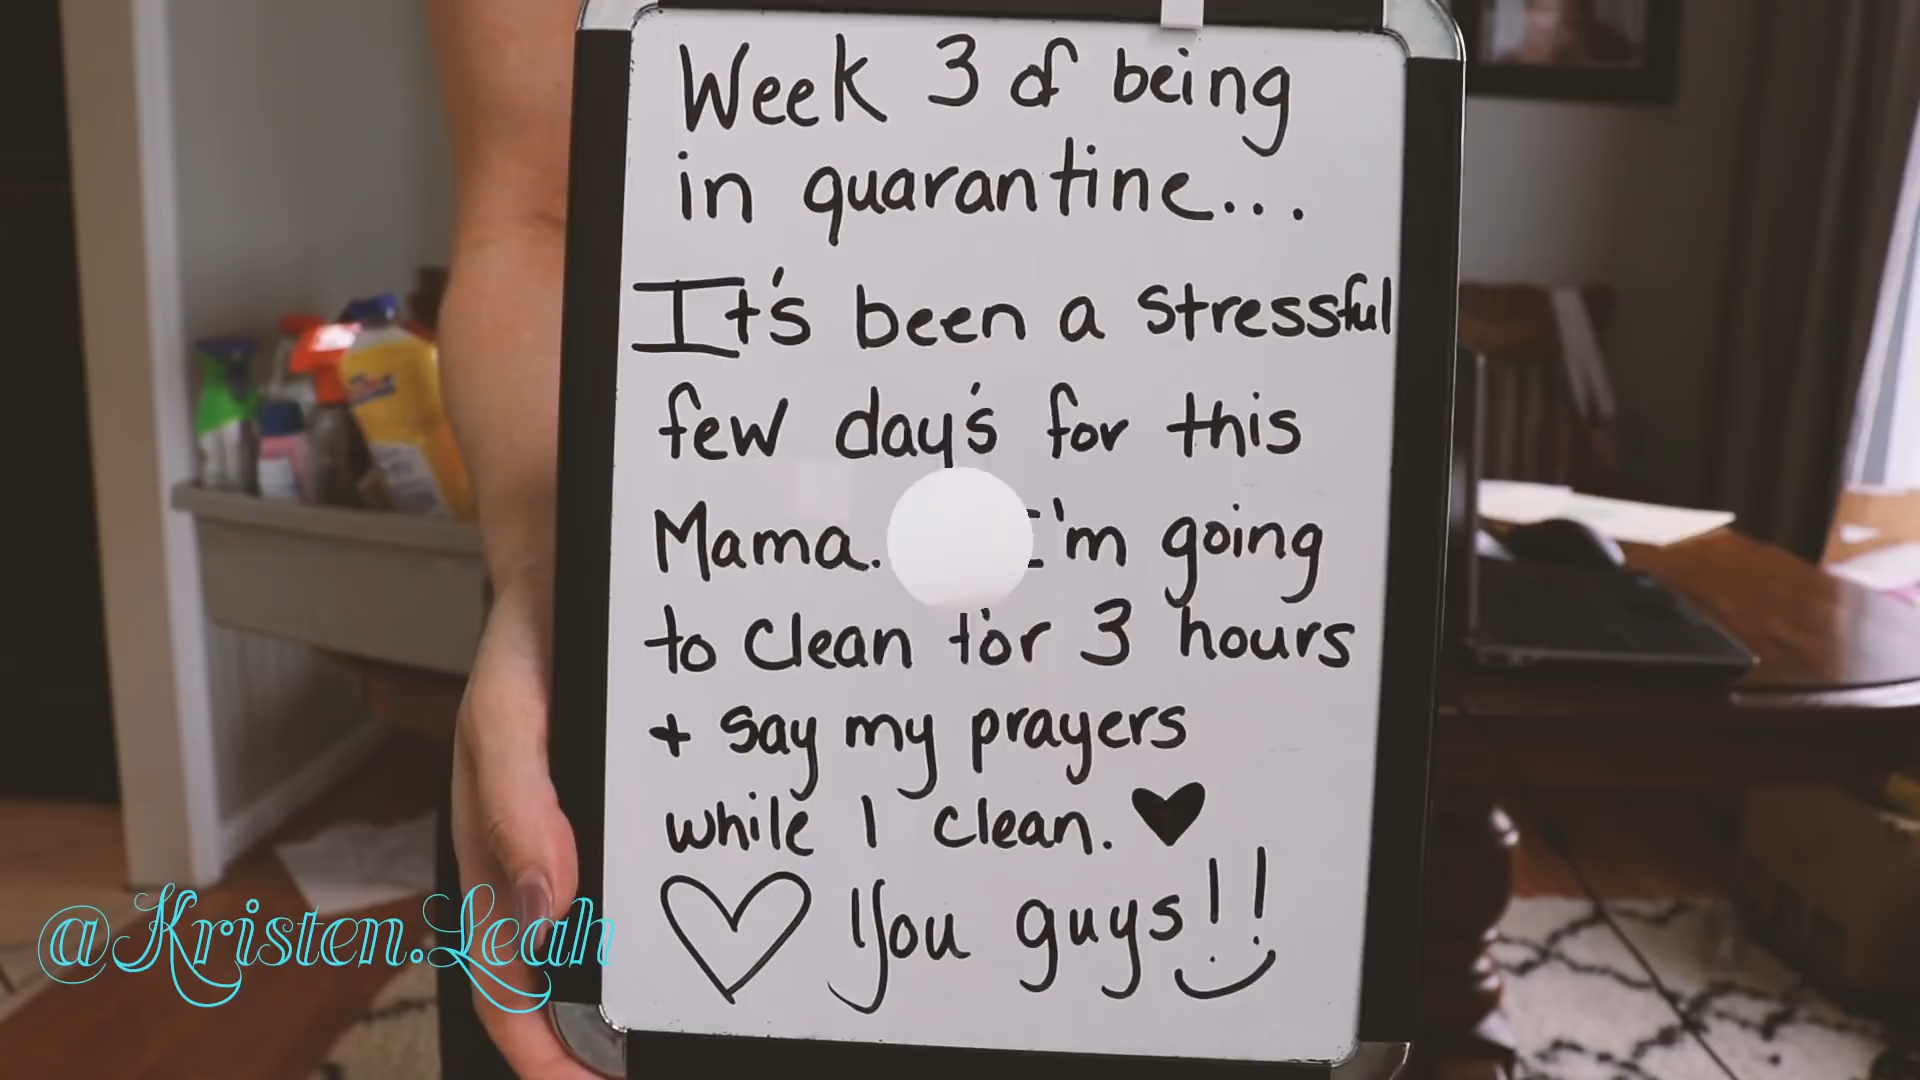 Week 3 of being
in quarantine...
It's been a stressful
few day's for this
Mama. I'm going
to clean for 3 hours
+ say my prayers
while I clean. ♥
♡ You guys!!
@Kristen.Leah